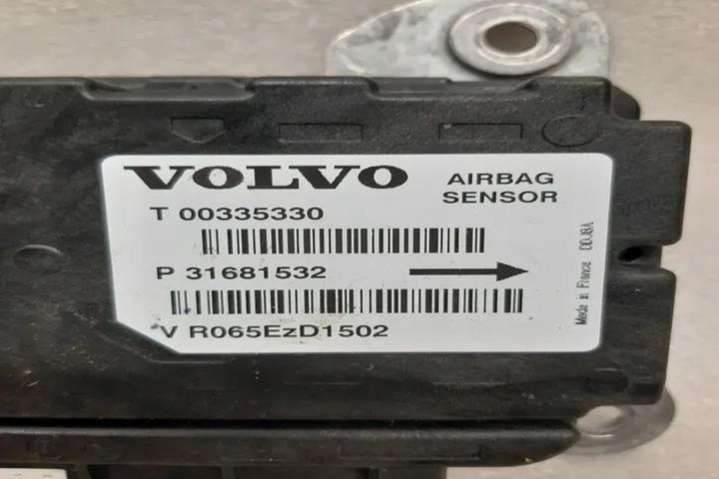 VOLVO
AIRBAG
SENSOR
T 00335330
P 31681532
V R065EzD1502
Made in France